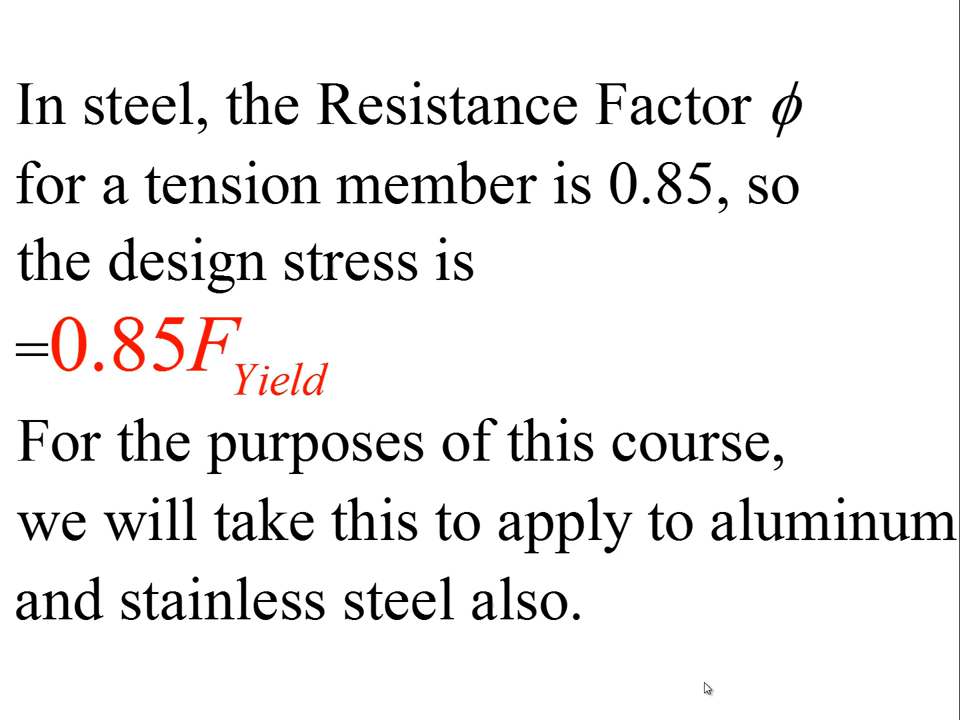 In steel, the Resistance Factor ϕ
for a tension member is 0.85, so
the design stress is
=0.85F_Yield
For the purposes of this course,
we will take this to apply to aluminum
and stainless steel also.